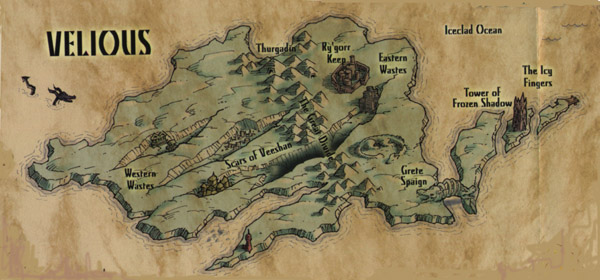 VELIOUS
Iceclad Ocean
Thurgadin
Ry'gorr
Keep
Eastern
Wastes
The Icy
Fingers
Tower of
Frozen Shadow
The Great Divide
Scars of Veeshan
Western
Wastes
Cirete
Spaign